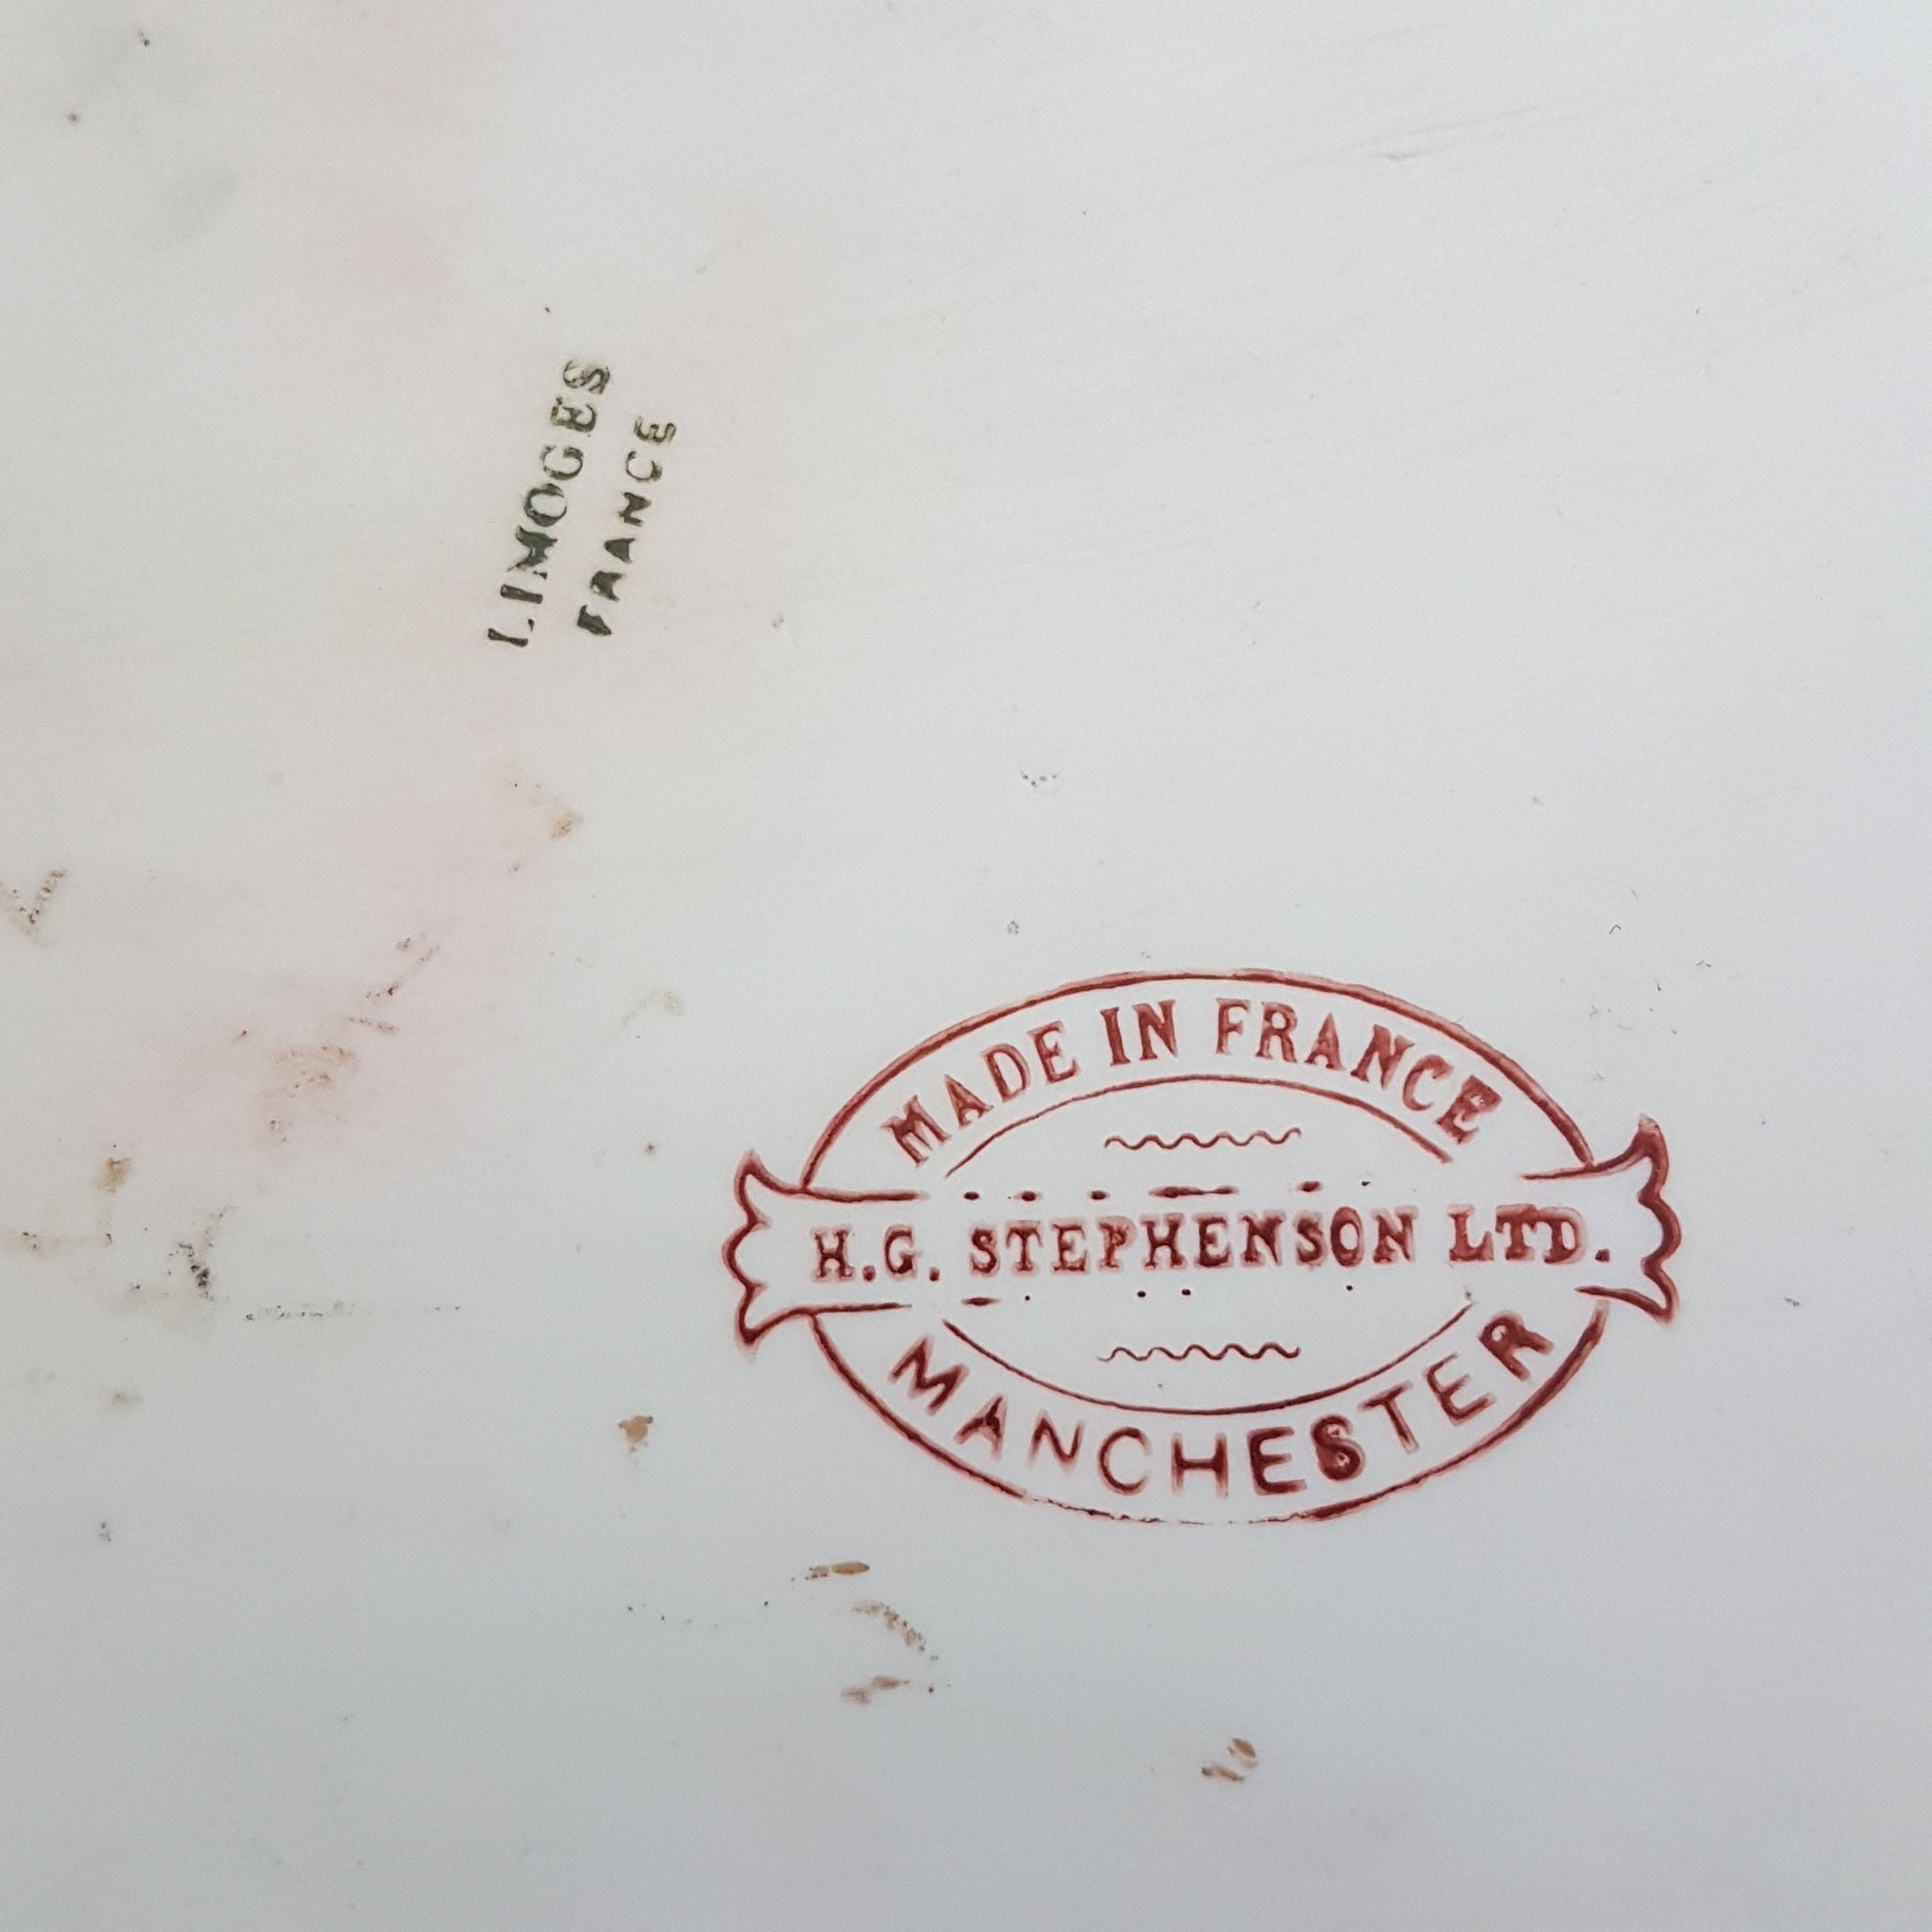 LIMOGES
FRANCE
MADE IN FRANCE
H.G. STEPHENSON LTD.
MANCHESTER